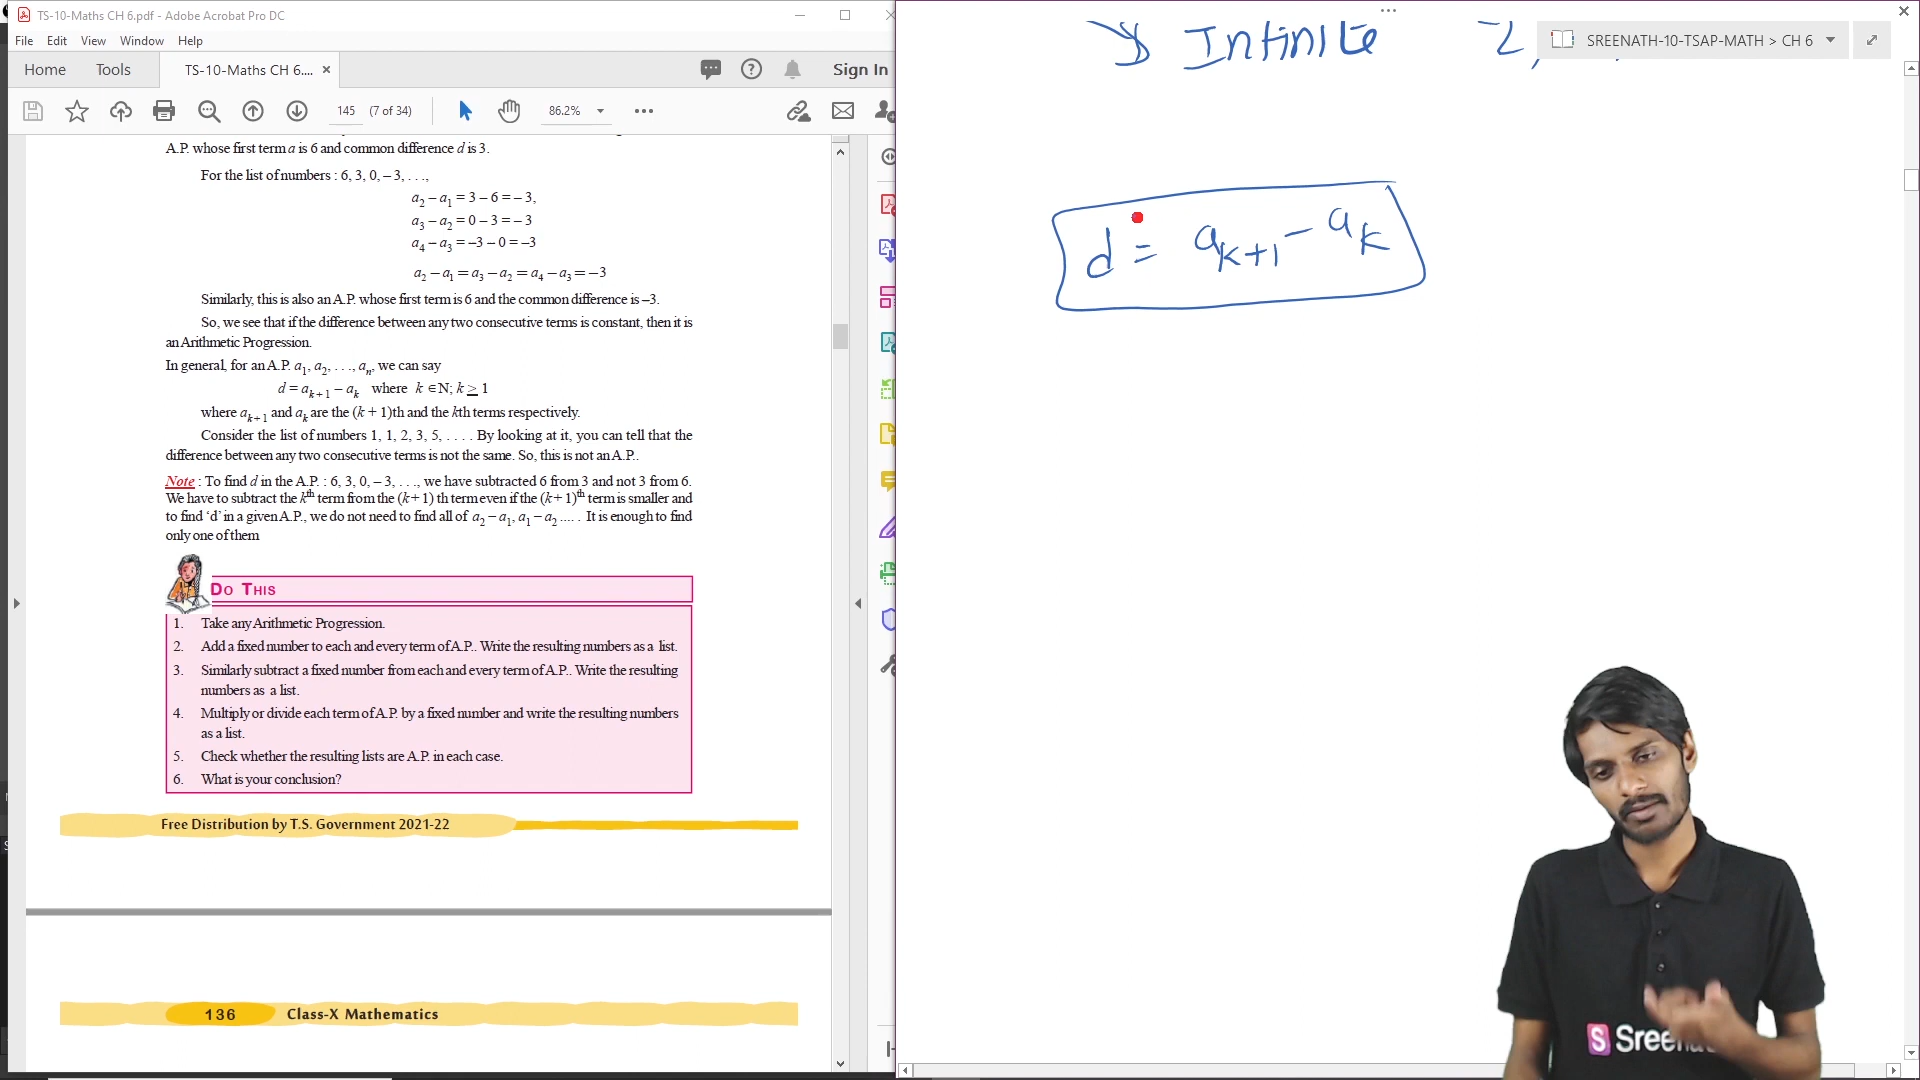 TS-10-Maths CH 6.pdf - Adobe Acrobat Pro DC
File Edit View Window Help
Home Tools TS-10-Maths CH 6.... × Sign In
145 (7 of 34) 86.2%
A.P. whose first term a is 6 and common difference d is 3.
For the list of numbers : 6, 3, 0, – 3, . . .,
a₂ – a₁ = 3 – 6 = – 3,
a₃ – a₂ = 0 – 3 = – 3
a₄ – a₃ = –3 – 0 = –3
a₂ – a₁ = a₃ – a₂ = a₄ – a₃ = –3
Similarly, this is also an A.P. whose first term is 6 and the common difference is –3.
So, we see that if the difference between any two consecutive terms is constant, then it is
an Arithmetic Progression.
In general, for an A.P. a₁, a₂, . . ., aₙ, we can say
d = aₖ₊₁ – aₖ where k ∈ N; k ≥ 1
where aₖ₊₁ and aₖ are the (k + 1)th and the kth terms respectively.
Consider the list of numbers 1, 1, 2, 3, 5, . . . . By looking at it, you can tell that the
difference between any two consecutive terms is not the same. So, this is not an A.P..
Note : To find d in the A.P. : 6, 3, 0, – 3, . . ., we have subtracted 6 from 3 and not 3 from 6.
We have to subtract the kth term from the (k + 1) th term even if the (k + 1)th term is smaller and
to find 'd' in a given A.P., we do not need to find all of a₂ – a₁, a₁ – a₂ .... . It is enough to find
only one of them
DO THIS
1. Take any Arithmetic Progression.
2. Add a fixed number to each and every term of A.P.. Write the resulting numbers as a list.
3. Similarly subtract a fixed number from each and every term of A.P.. Write the resulting
numbers as a list.
4. Multiply or divide each term of A.P. by a fixed number and write the resulting numbers
as a list.
5. Check whether the resulting lists are A.P. in each case.
6. What is your conclusion?
Free Distribution by T.S. Government 2021-22
136 Class-X Mathematics
Infinite
SREENATH-10-TSAP-MATH > CH 6
d = aₖ₊₁ – aₖ